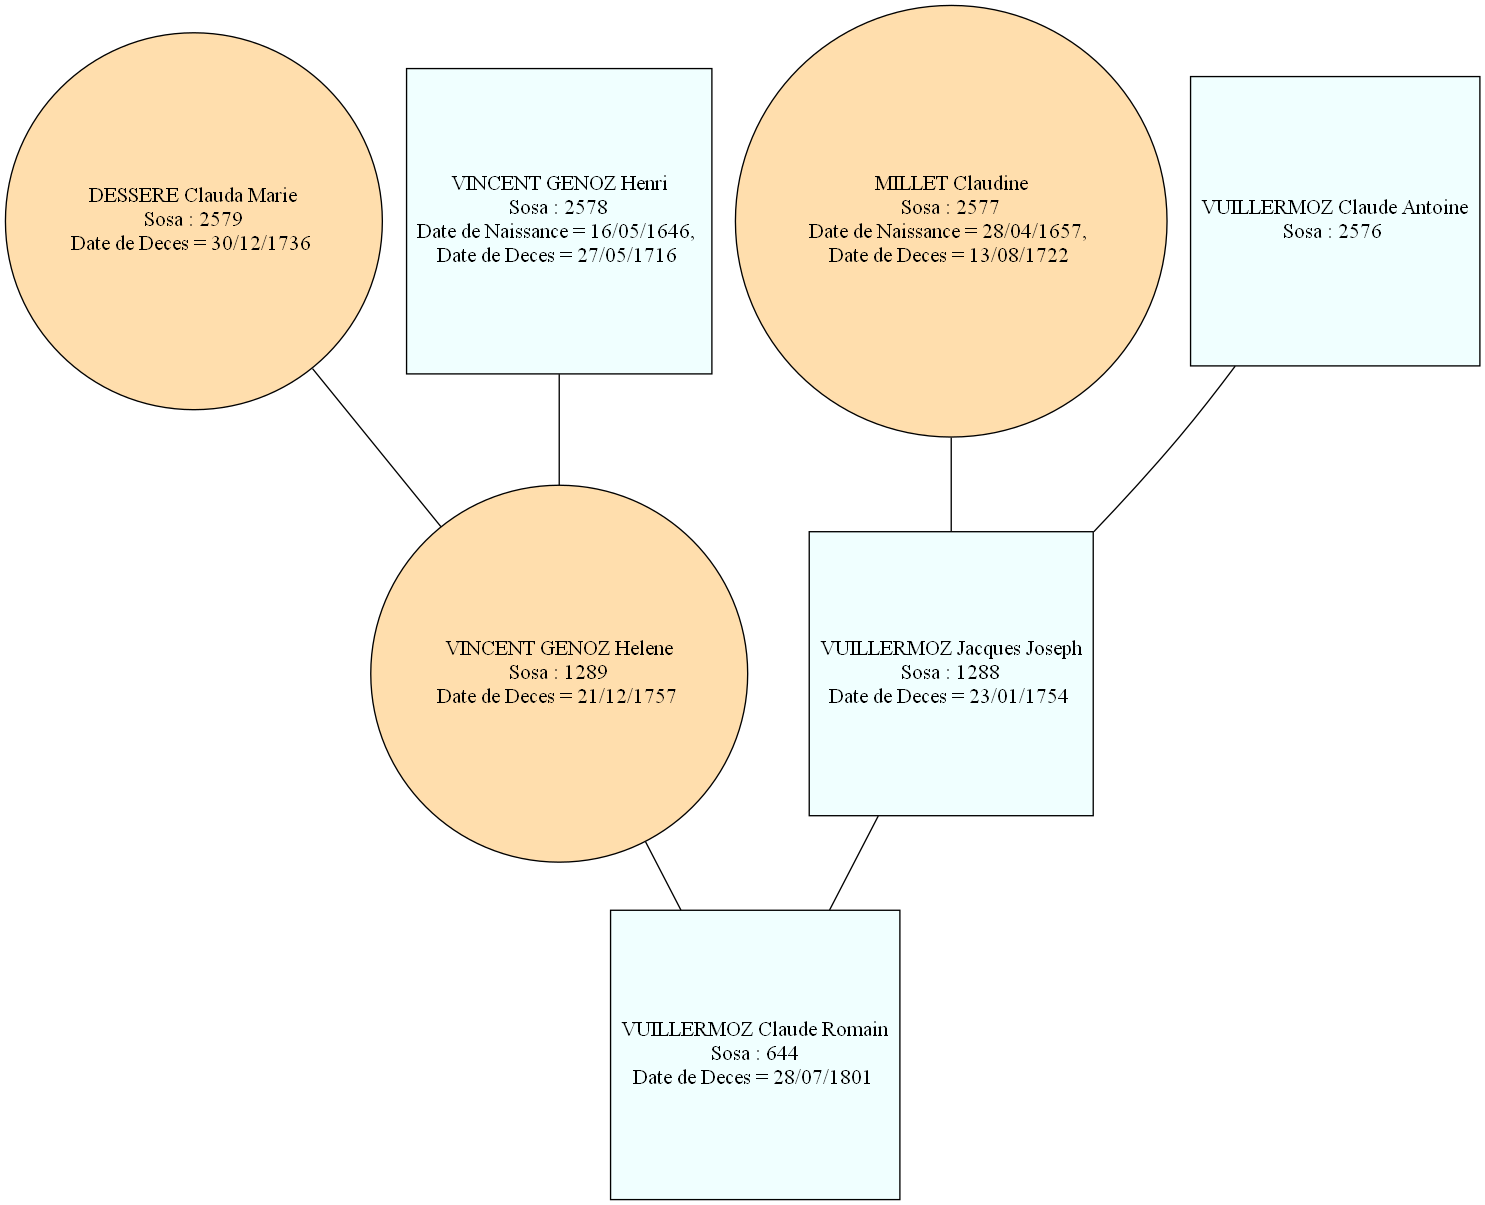 DESSERE Clauda Marie
Sosa : 2579
Date de Deces = 30/12/1736
VINCENT GENOZ Henri
Sosa : 2578
Date de Naissance = 16/05/1646,
Date de Deces = 27/05/1716
MILLET Claudine
Sosa : 2577
Date de Naissance = 28/04/1657,
Date de Deces = 13/08/1722
VUILLERMOZ Claude Antoine
Sosa : 2576
VINCENT GENOZ Helene
Sosa : 1289
Date de Deces = 21/12/1757
VUILLERMOZ Jacques Joseph
Sosa : 1288
Date de Deces = 23/01/1754
VUILLERMOZ Claude Romain
Sosa : 644
Date de Deces = 28/07/1801